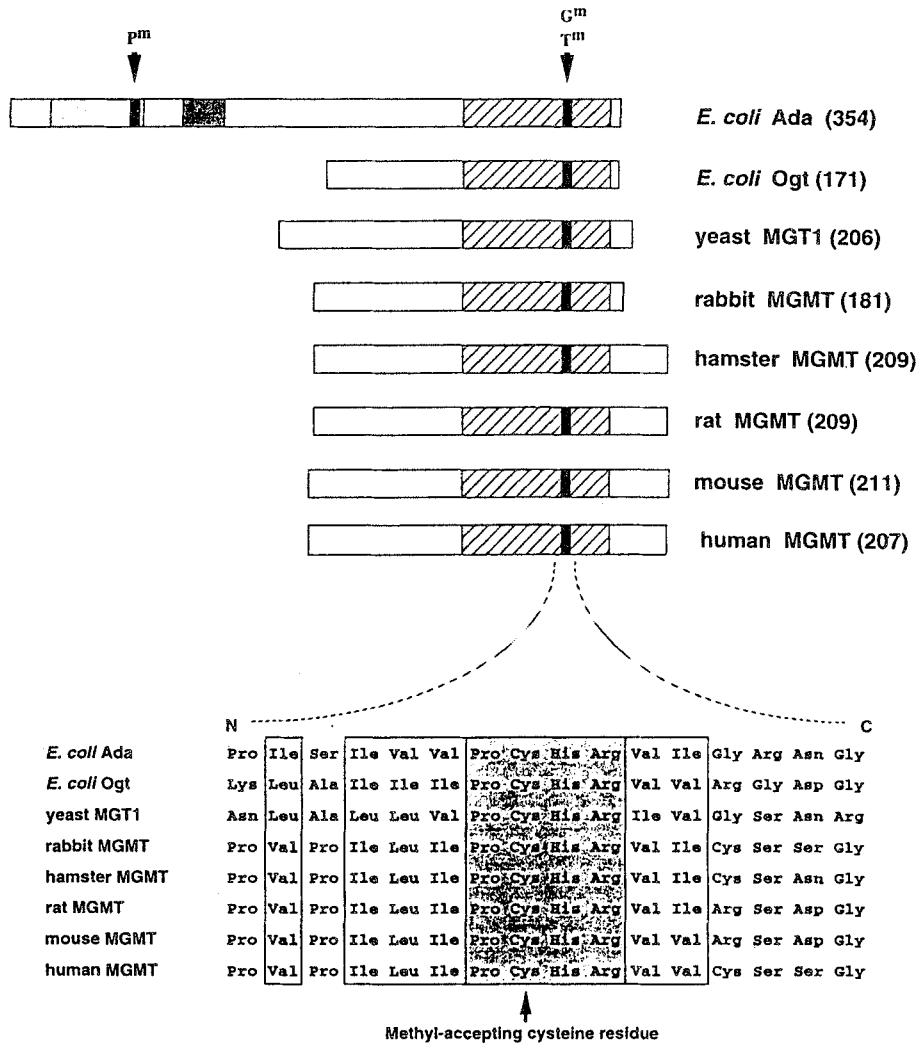 Pm
Gm
Tm
E. coli Ada (354)
E. coli Ogt (171)
yeast MGT1 (206)
rabbit MGMT (181)
hamster MGMT (209)
rat MGMT (209)
mouse MGMT (211)
human MGMT (207)
N C
E. coli Ada Pro Ile Ser Ile Val Val Pro Cys His Arg Val Ile Gly Arg Asn Gly
E. coli Ogt Lys Leu Ala Ile Ile Ile Pro Cys His Arg Val Val Arg Gly Asp Gly
yeast MGT1 Asn Leu Ala Leu Leu Val Pro Cys His Arg Ile Val Gly Ser Asn Arg
rabbit MGMT Pro Val Pro Ile Leu Ile Pro Cys His Arg Val Ile Cys Ser Ser Gly
hamster MGMT Pro Val Pro Ile Leu Ile Pro Cys His Arg Val Ile Cys Ser Asn Gly
rat MGMT Pro Val Pro Ile Leu Ile Pro Cys His Arg Val Ile Arg Ser Asp Gly
mouse MGMT Pro Val Pro Ile Leu Ile Pro Cys His Arg Val Val Arg Ser Asp Gly
human MGMT Pro Val Pro Ile Leu Ile Pro Cys His Arg Val Val Cys Ser Ser Gly
Methyl-accepting cysteine residue